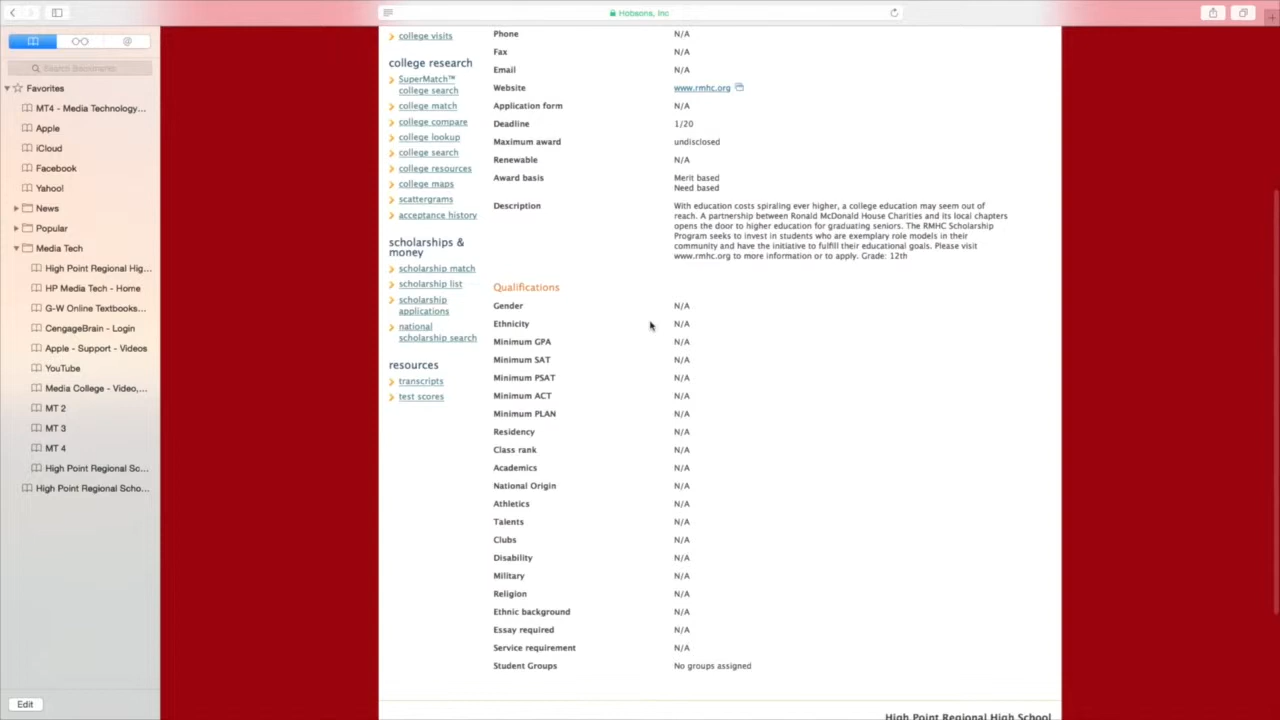 Hobsons, Inc
Search Bookmarks
Favorites
MT4 - Media Technology...
Apple
iCloud
Facebook
Yahoo!
News
Popular
Media Tech
High Point Regional Hig...
HP Media Tech - Home
G-W Online Textbooks...
CengageBrain - Login
Apple - Support - Videos
YouTube
Media College - Video,...
MT 2
MT 3
MT 4
High Point Regional Sc...
High Point Regional Scho...
Edit
college visits
college research
SuperMatch™
college search
college match
college compare
college lookup
college search
college resources
college maps
scattergrams
acceptance history
scholarships &
money
scholarship match
scholarship list
scholarship
applications
national
scholarship search
resources
transcripts
test scores
Phone N/A
Fax N/A
Email N/A
Website www.rmhc.org
Application form N/A
Deadline 1/20
Maximum award undisclosed
Renewable N/A
Award basis Merit based
Need based
Description With education costs spiraling ever higher, a college education may seem out of
reach. A partnership between Ronald McDonald House Charities and its local chapters
opens the door to higher education for graduating seniors. The RMHC Scholarship
Program seeks to invest in students who are exemplary role models in their
community and have the initiative to fulfill their educational goals. Please visit
www.rmhc.org to more information or to apply. Grade: 12th
Qualifications
Gender N/A
Ethnicity N/A
Minimum GPA N/A
Minimum SAT N/A
Minimum PSAT N/A
Minimum ACT N/A
Minimum PLAN N/A
Residency N/A
Class rank N/A
Academics N/A
National Origin N/A
Athletics N/A
Talents N/A
Clubs N/A
Disability N/A
Military N/A
Religion N/A
Ethnic background N/A
Essay required N/A
Service requirement N/A
Student Groups No groups assigned
High Point Regional High School